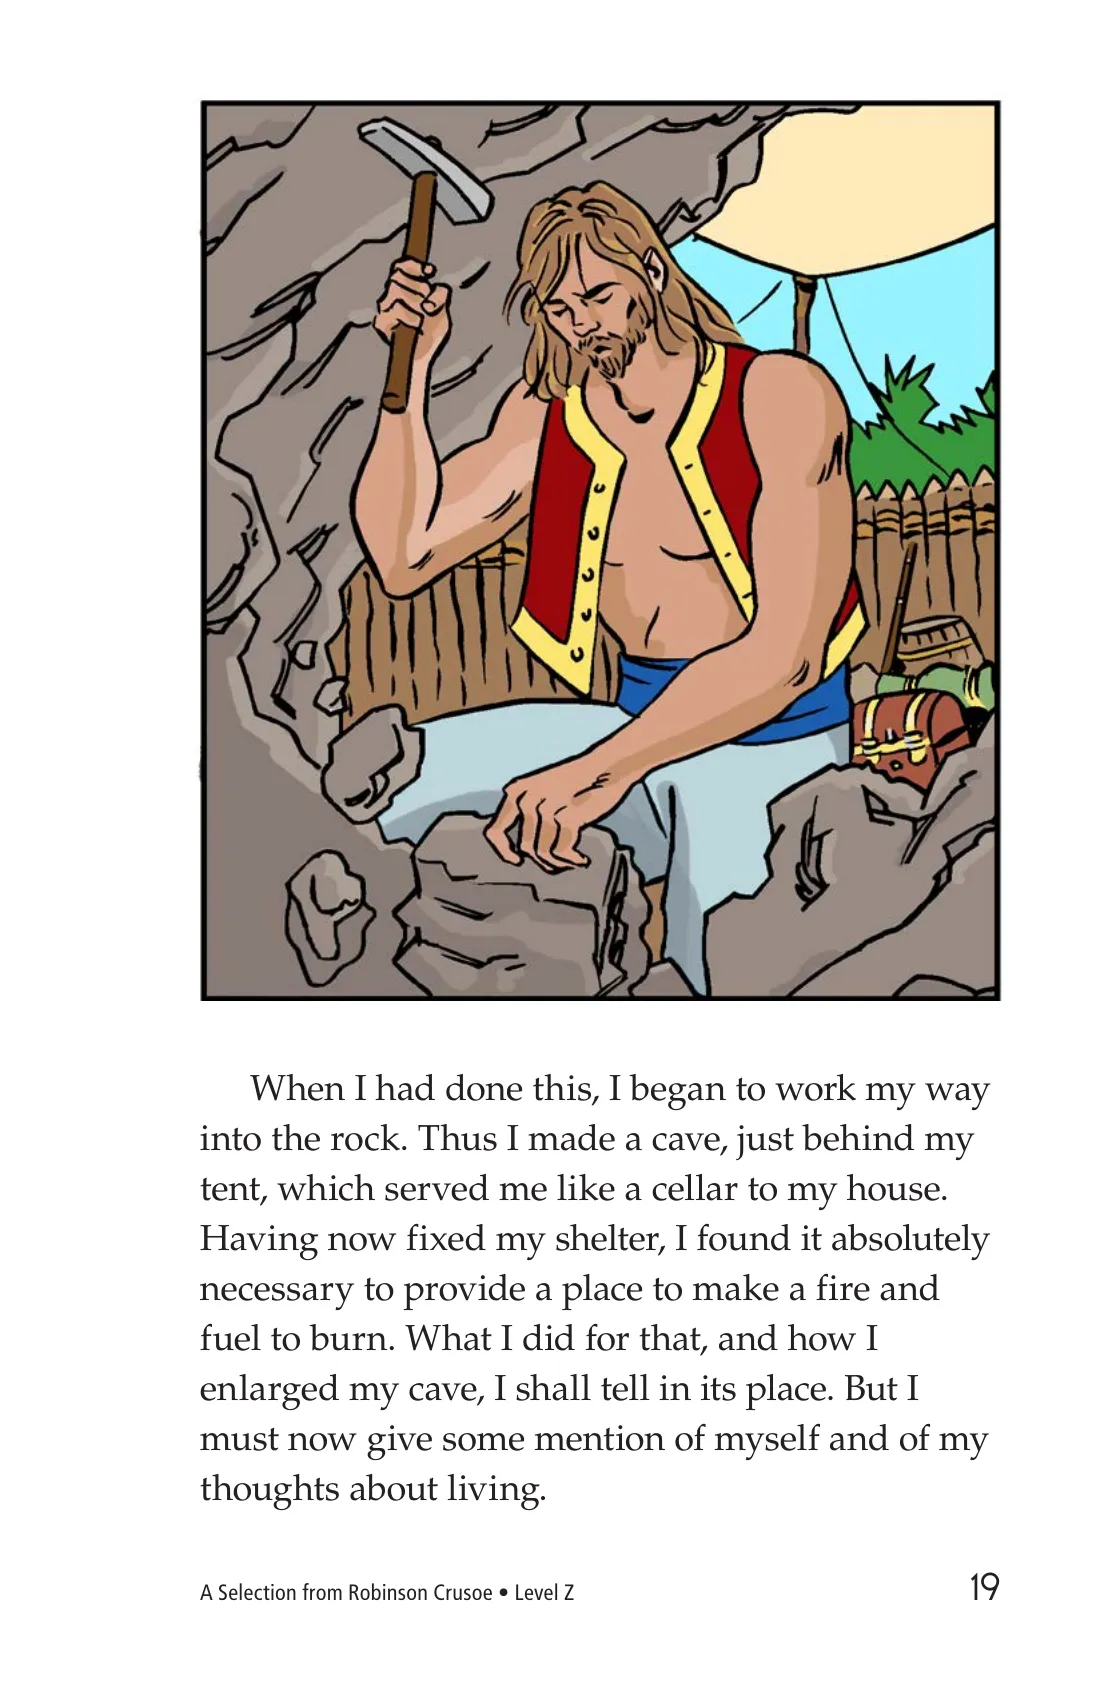 When I had done this, I began to work my way
into the rock. Thus I made a cave, just behind my
tent, which served me like a cellar to my house.
Having now fixed my shelter, I found it absolutely
necessary to provide a place to make a fire and
fuel to burn. What I did for that, and how I
enlarged my cave, I shall tell in its place. But I
must now give some mention of myself and of my
thoughts about living.
A Selection from Robinson Crusoe • Level Z
19